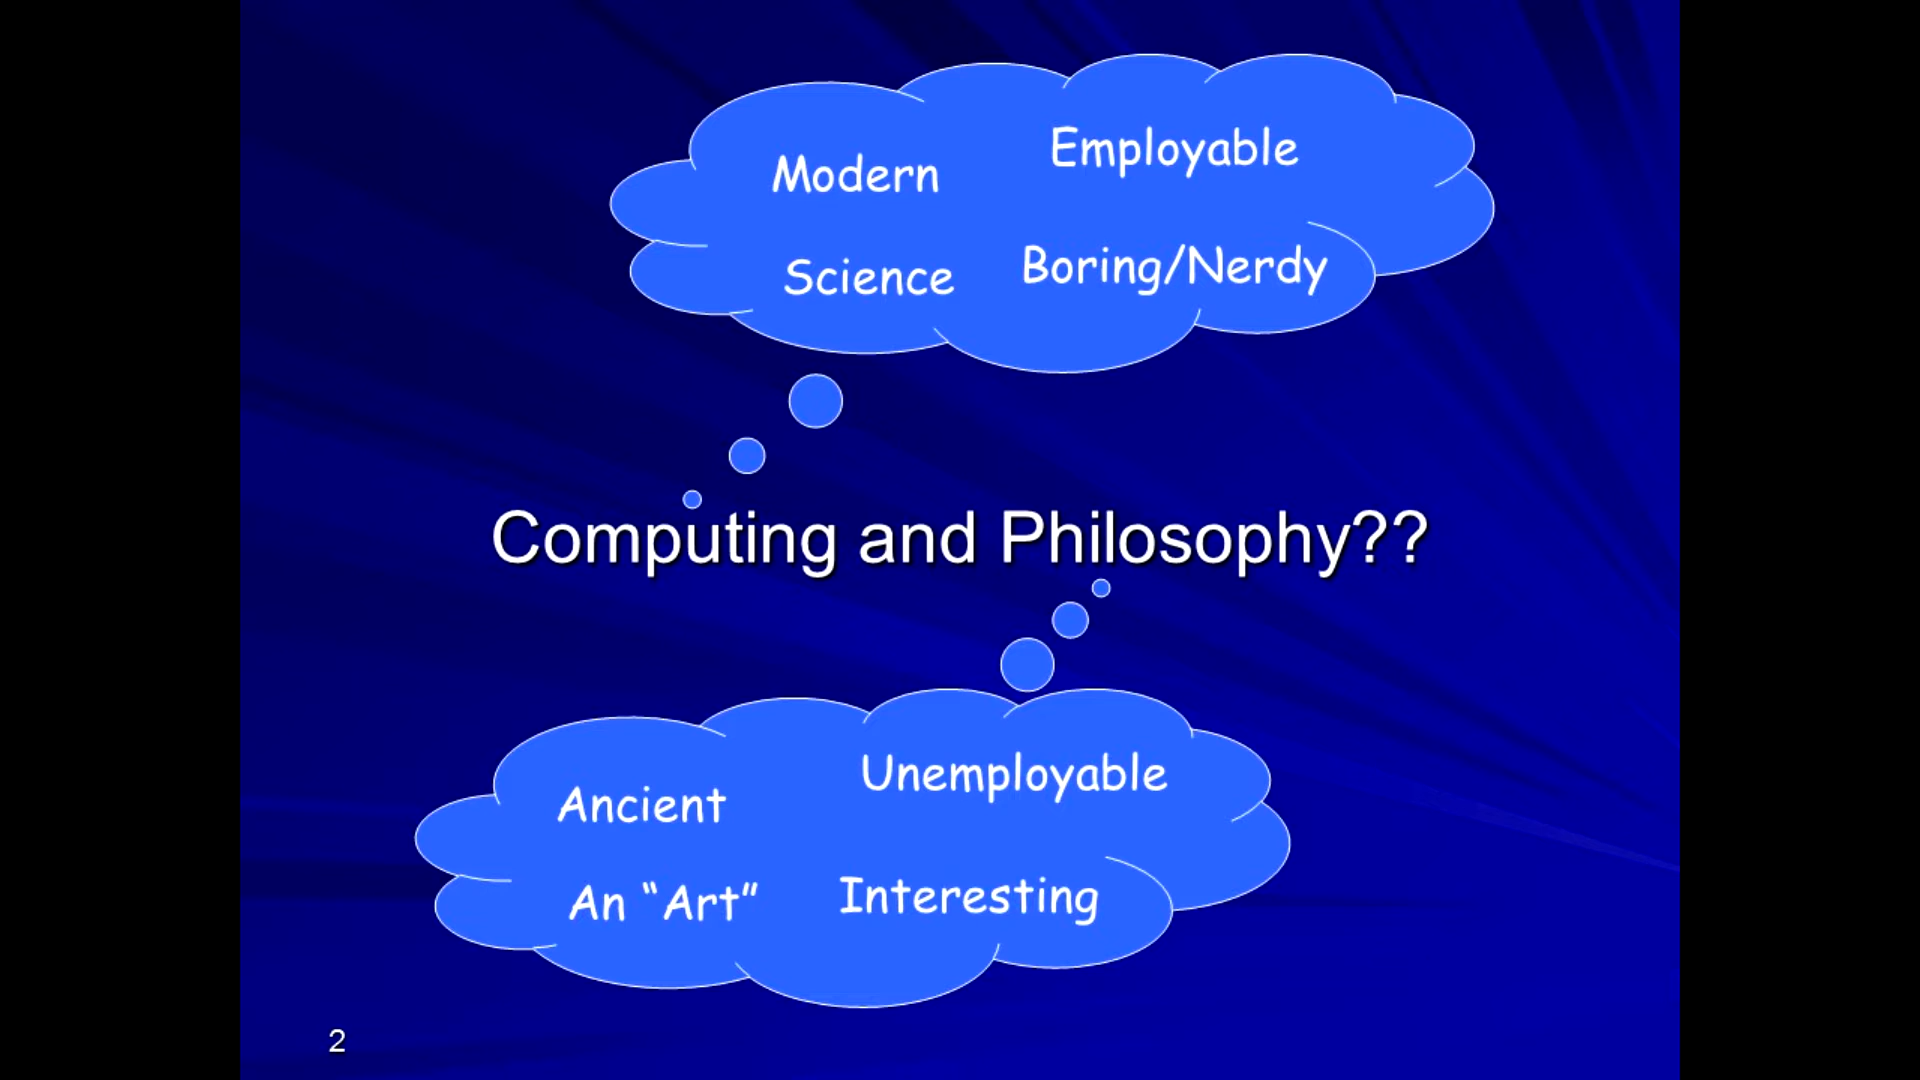 Modern
Employable
Science
Boring/Nerdy
Computing and Philosophy??
Ancient
Unemployable
An “Art”
Interesting
2